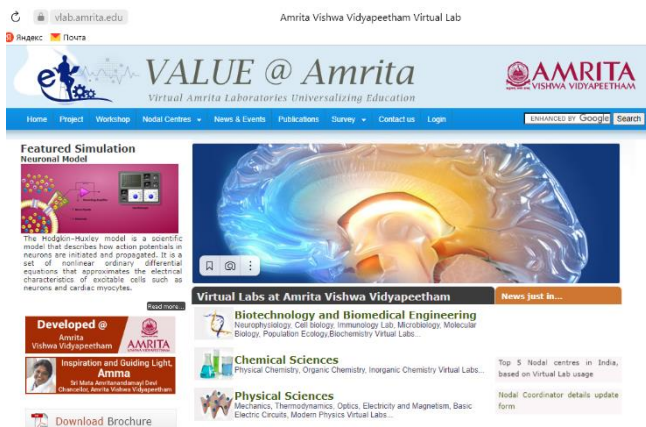 vlab.amrita.edu
Amrita Vishwa Vidyapeetham Virtual Lab
Яндекс
Почта
VALUE @ Amrita
Virtual Amrita Laboratories Universalizing Education
AMRITA
VISHWA VIDYAPEETHAM
Home Project Workshop Nodal Centres News & Events Publications Survey Contact us Login
ENHANCED BY Google Search
Featured Simulation
Neuronal Model
The Hodgkin–Huxley model is a scientific
model that describes how action potentials in
neurons are initiated and propagated. It is a
set of nonlinear ordinary differential
equations that approximates the electrical
characteristics of excitable cells such as
neurons and cardiac myocytes.
Read more...
Developed @
Amrita
Vishwa Vidyapeetham
AMRITA
Inspiration and Guiding Light,
Amma
Sri Mata Amritanandamayi Devi
Chancellor, Amrita Vishwa Vidyapeetham
Download Brochure
Virtual Labs at Amrita Vishwa Vidyapeetham
Biotechnology and Biomedical Engineering
Neurophysiology, Cell biology, Immunology Lab, Microbiology, Molecular
Biology, Population Ecology,Biochemistry Virtual Labs...
Chemical Sciences
Physical Chemistry, Organic Chemistry, Inorganic Chemistry Virtual Labs...
Physical Sciences
Mechanics, Thermodynamics, Optics, Electricity and Magnetism, Basic
Electric Circuits, Modern Physics Virtual Labs...
News just in...
Top 5 Nodal centres in India,
based on Virtual Lab usage
Nodal Coordinator details update
form